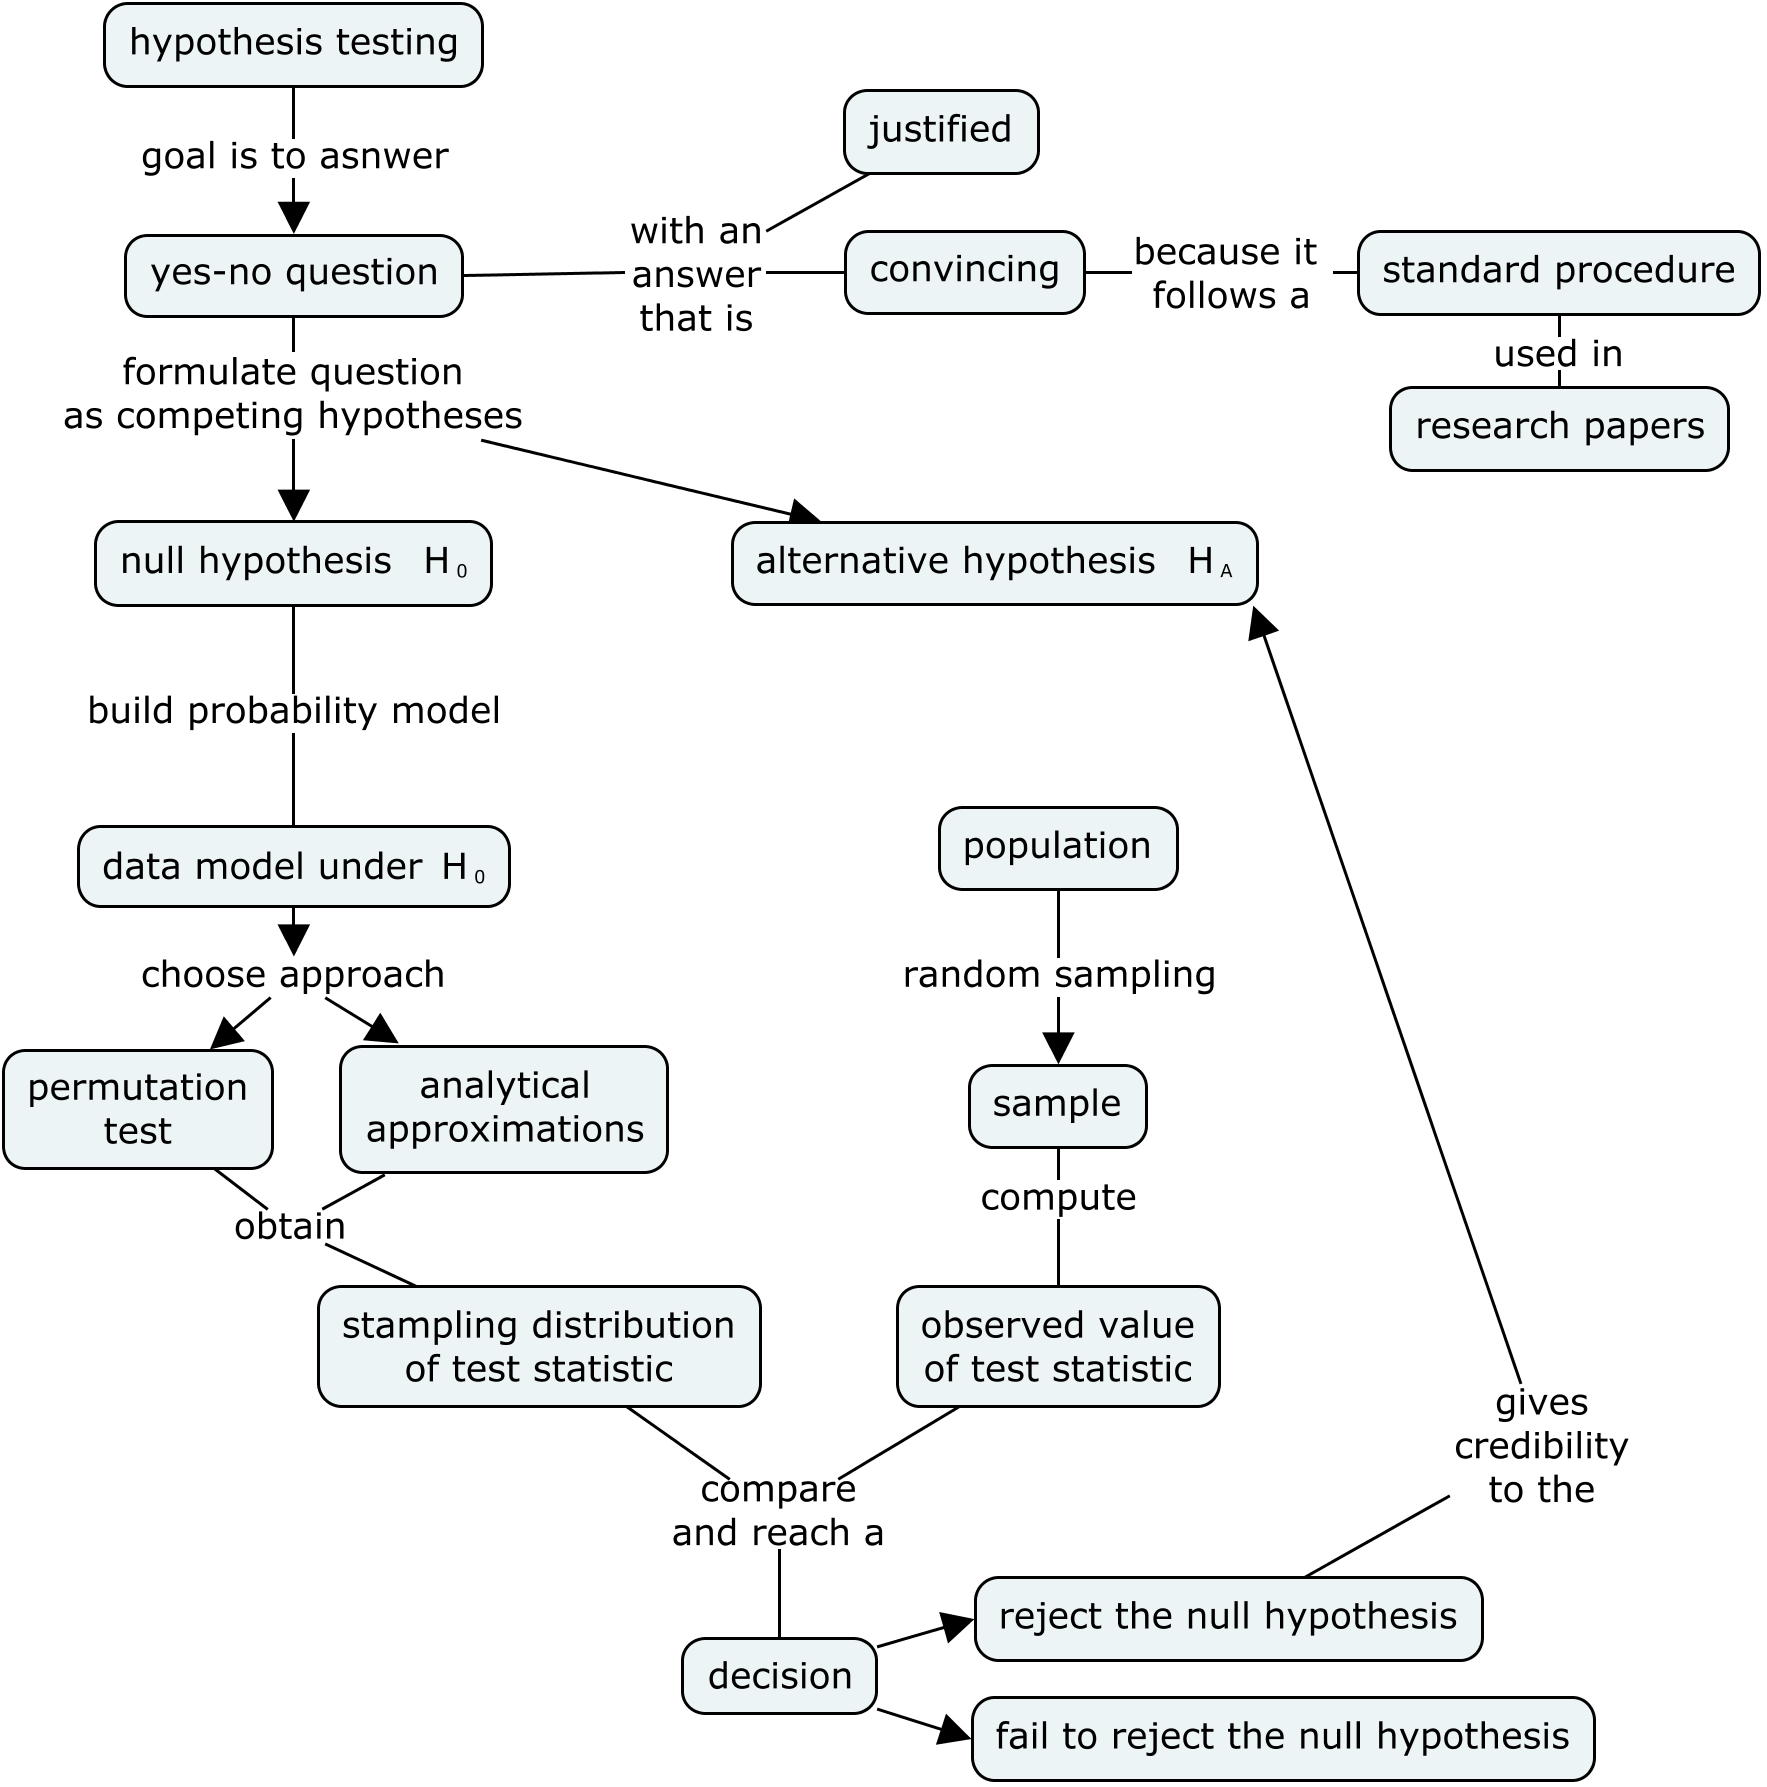 hypothesis testing
goal is to asnwer
yes-no question
with an
answer
that is
justified
convincing
because it
follows a
standard procedure
used in
research papers
formulate question
as competing hypotheses
null hypothesis H₀
alternative hypothesis H_A
build probability model
data model under H₀
choose approach
permutation
test
analytical
approximations
obtain
stampling distribution
of test statistic
population
random sampling
sample
compute
observed value
of test statistic
compare
and reach a
decision
reject the null hypothesis
fail to reject the null hypothesis
gives
credibility
to the